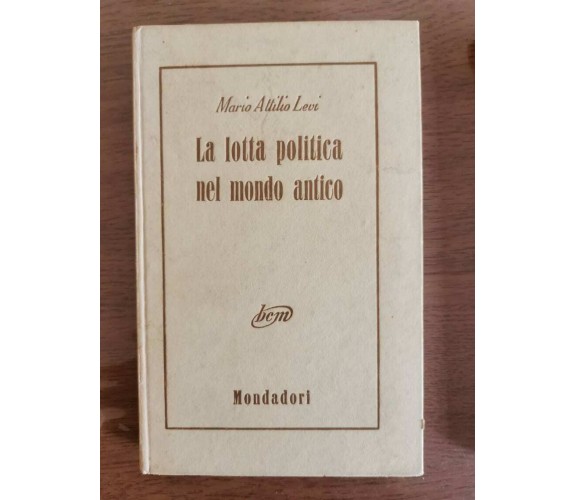 Mario Attilio Levi
La lotta politica
nel mondo antico
bcm
Mondadori